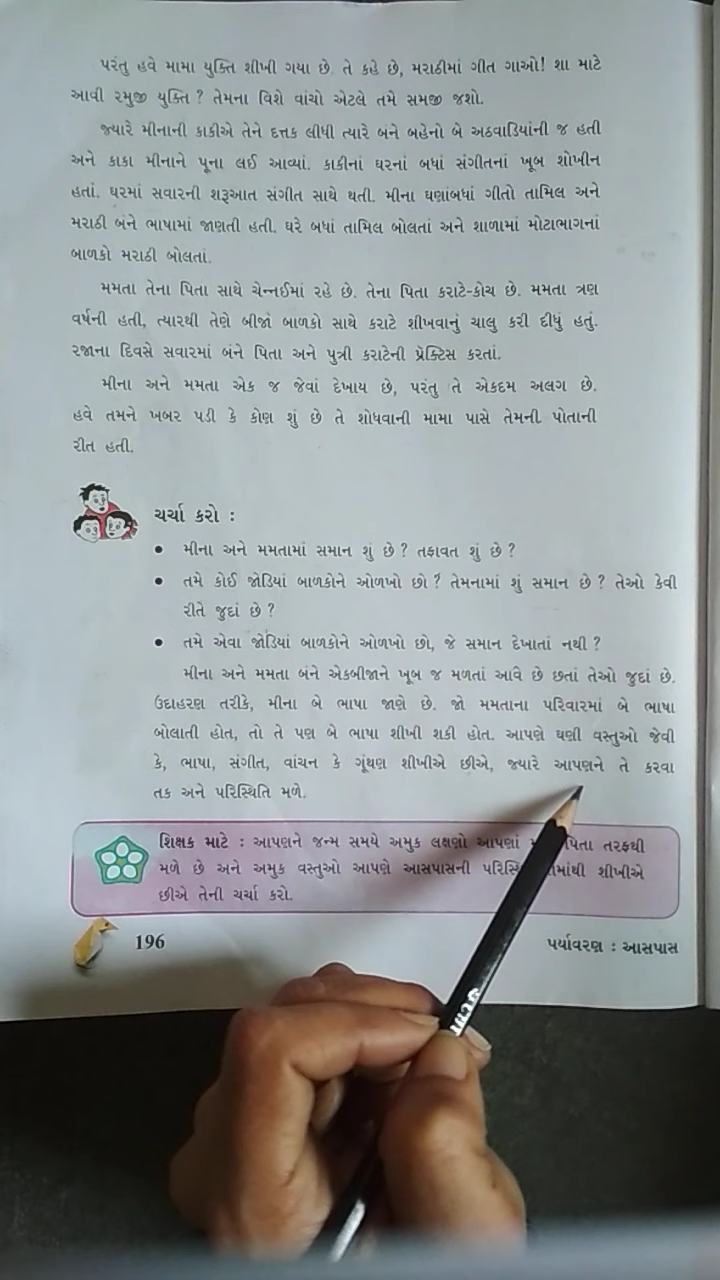 પરંતુ હવે મામા યુક્તિ શીખી ગયા છે. તે કહે છે, મરાઠીમાં ગીત ગાઓ! શા માટે
આવી રમુજી યુક્તિ ? તેમના વિશે વાંચો એટલે તમે સમજી જશો.
જ્યારે મીનાની કાકીએ તેને દત્તક લીધી ત્યારે બંને બહેનો બે અઠવાડિયાંની જ હતી
અને કાકા મીનાને પૂના લઈ આવ્યાં. કાકીનાં ઘરનાં બધાં સંગીતનાં ખૂબ શોખીન
હતાં. ઘરમાં સવારની શરૂઆત સંગીત સાથે થતી. મીના ઘણાંબધાં ગીતો તામિલ અને
મરાઠી બંને ભાષામાં જાણતી હતી. ઘરે બધાં તામિલ બોલતાં અને શાળામાં મોટાભાગનાં
બાળકો મરાઠી બોલતાં.
મમતા તેના પિતા સાથે ચેન્નઈમાં રહે છે. તેના પિતા કરાટે-કોચ છે. મમતા ત્રણ
વર્ષની હતી, ત્યારથી તેણે બીજાં બાળકો સાથે કરાટે શીખવાનું ચાલુ કરી દીધું હતું.
રજાના દિવસે સવારમાં બંને પિતા અને પુત્રી કરાટેની પ્રૅક્ટિસ કરતાં.
મીના અને મમતા એક જ જેવાં દેખાય છે, પરંતુ તે એકદમ અલગ છે.
હવે તમને ખબર પડી કે કોણ શું છે તે શોધવાની મામા પાસે તેમની પોતાની
રીત હતી.
ચર્ચા કરો :
• મીના અને મમતામાં સમાન શું છે ? તફાવત શું છે ?
• તમે કોઈ જોડિયાં બાળકોને ઓળખો છો ? તેમનામાં શું સમાન છે ? તેઓ કેવી
રીતે જુદાં છે ?
• તમે એવા જોડિયાં બાળકોને ઓળખો છો, જે સમાન દેખાતાં નથી ?
મીના અને મમતા બંને એકબીજાને ખૂબ જ મળતાં આવે છે છતાં તેઓ જુદાં છે.
ઉદાહરણ તરીકે, મીના બે ભાષા જાણે છે. જો મમતાના પરિવારમાં બે ભાષા
બોલાતી હોત, તો તે પણ બે ભાષા શીખી શકી હોત. આપણે ઘણી વસ્તુઓ જેવી
કે, ભાષા, સંગીત, વાંચન કે ગૂંથણ શીખીએ છીએ, જ્યારે આપણને તે કરવા
તક અને પરિસ્થિતિ મળે.
શિક્ષક માટે : આપણને જન્મ સમયે અમુક લક્ષણો આપણાં પિતા તરફથી
મળે છે અને અમુક વસ્તુઓ આપણે આસપાસની શીખીએ
છીએ તેની ચર્ચા કરો.
196
પર્યાવરણ : આસપાસ